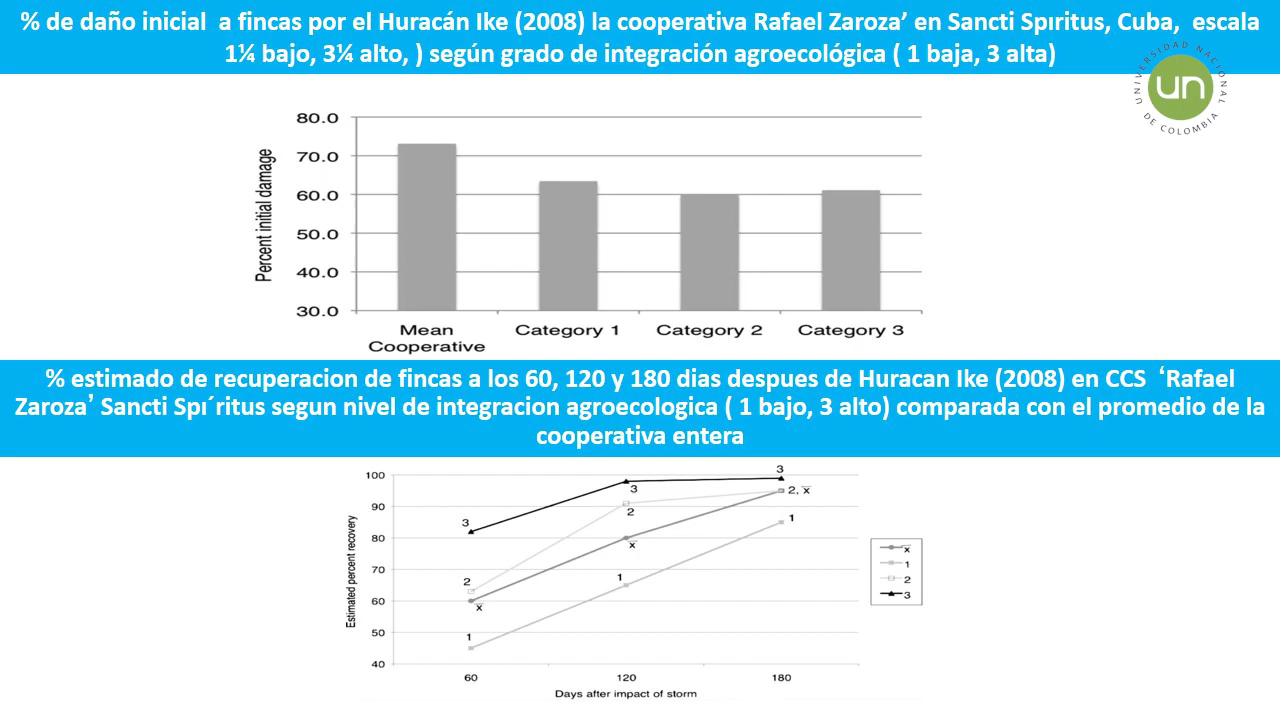 % de daño inicial  a fincas por el Huracán Ike (2008) la cooperativa Rafael Zaroza’ en Sancti Spıritus, Cuba,  escala
1¼ bajo, 3¼ alto, ) según grado de integración agroecológica ( 1 baja, 3 alta)
UNIVERSIDAD NACIONAL
un
DE COLOMBIA
80.0
70.0
60.0
50.0
40.0
30.0
Percent initial damage
Mean
Cooperative
Category 1
Category 2
Category 3
% estimado de recuperacion de fincas a los 60, 120 y 180 dias despues de Huracan Ike (2008) en CCS ‘Rafael
Zaroza’ Sancti Spı´ritus segun nivel de integracion agroecologica ( 1 bajo, 3 alto) comparada con el promedio de la
cooperativa entera
100
90
80
70
60
50
40
Estimated percent recovery
3
2
x̅
1
3
2
x̅
1
3
2, x̅
1
60
120
180
Days after impact of storm
x̅
1
2
3